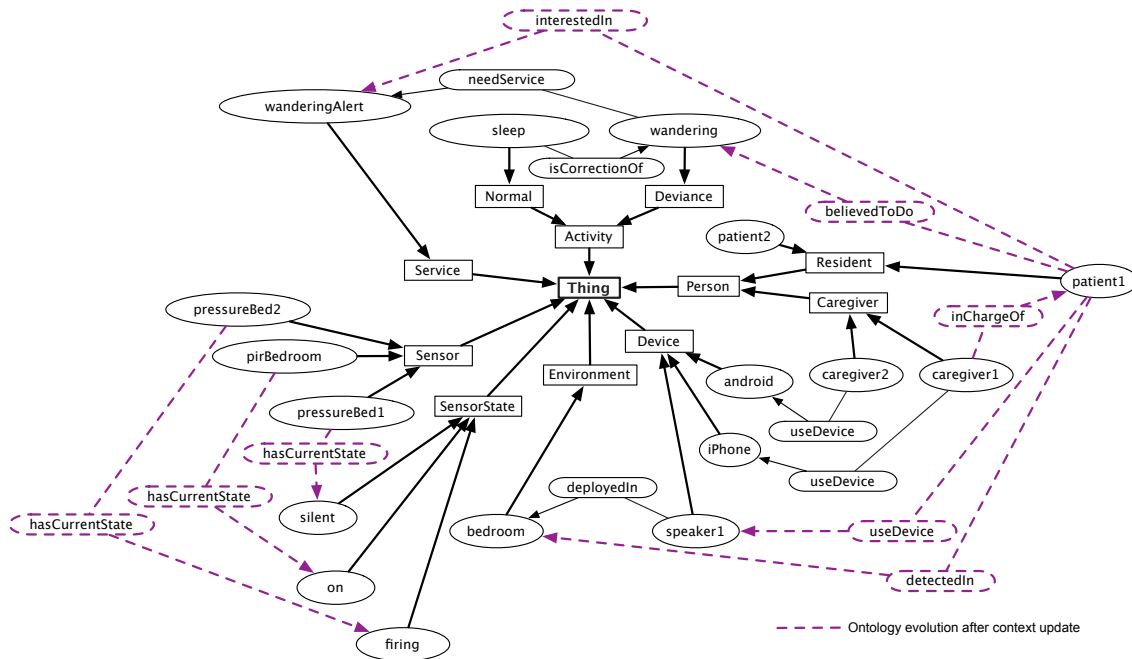 interestedIn
needService
wanderingAlert
sleep
wandering
isCorrectionOf
Normal
Deviance
believedToDo
Activity
patient2
Resident
Service
Thing
Person
patient1
pressureBed2
Caregiver
inChargeOf
pirBedroom
Sensor
Device
Environment
android
caregiver2
caregiver1
pressureBed1
SensorState
useDevice
hasCurrentState
iPhone
useDevice
deployedIn
hasCurrentState
silent
hasCurrentState
bedroom
speaker1
useDevice
on
detectedIn
firing
Ontology evolution after context update